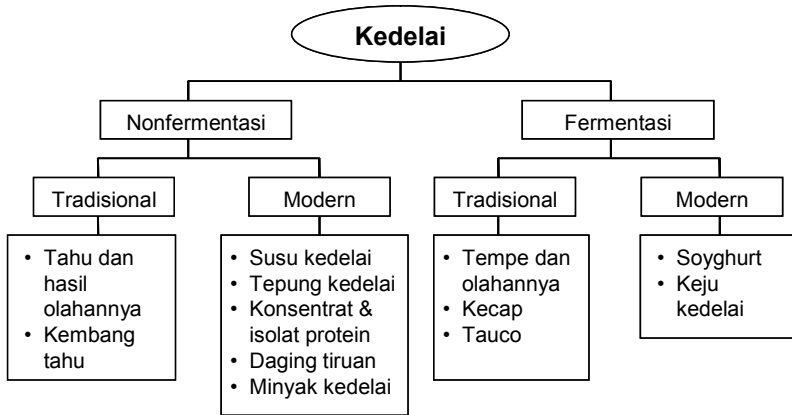 Kedelai
Nonfermentasi
Fermentasi
Tradisional
Modern
Tradisional
Modern
• Tahu dan
hasil
olahannya
• Kembang
tahu
• Susu kedelai
• Tepung kedelai
• Konsentrat &
isolat protein
• Daging tiruan
• Minyak kedelai
• Tempe dan
olahannya
• Kecap
• Tauco
• Soyghurt
• Keju
kedelai